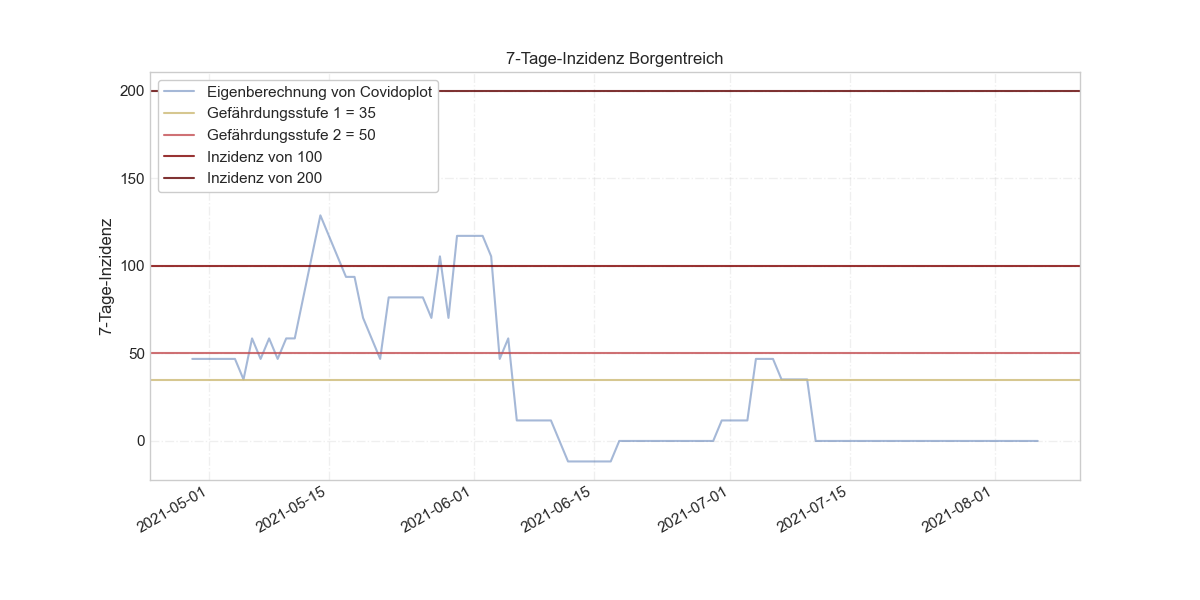 7-Tage-Inzidenz Borgentreich
Eigenberechnung von Covidoplot
Gefährdungsstufe 1 = 35
Gefährdungsstufe 2 = 50
Inzidenz von 100
Inzidenz von 200
7-Tage-Inzidenz
200
150
100
50
0
2021-05-01
2021-05-15
2021-06-01
2021-06-15
2021-07-01
2021-07-15
2021-08-01